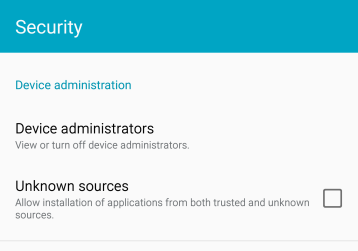 Security
Device administration
Device administrators
View or turn off device administrators.
Unknown sources
Allow installation of applications from both trusted and unknown
sources.